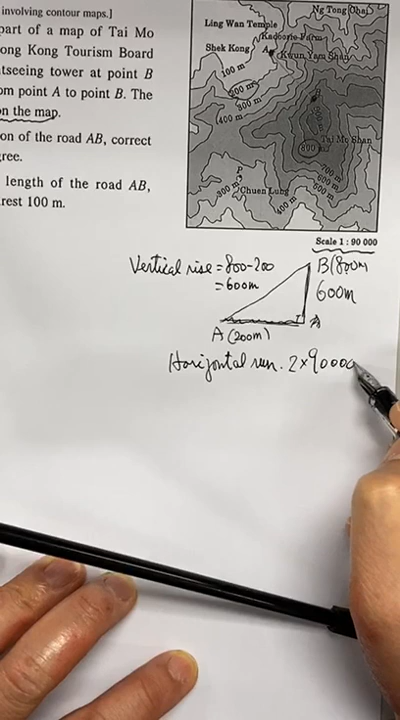 involving contour maps.]
part of a map of Tai Mo
ong Kong Tourism Board
tseeing tower at point B
om point A to point B. The
n the map.
on of the road AB, correct
ree.
length of the road AB,
rest 100 m.
Ng Tong Chai
Ling Wan Temple
Kadoorie Farm
Shek Kong
A
Kwun Yam Shan
100 m
200 m
300 m
400 m
B
Tai Mo Shan
800 m
700 m
600 m
500 m
400 m
P
300 m
Chuen Lung
Scale 1 : 90 000
Vertical rise = 800-200
= 600m
B (800m
600m
A (200m)
Horizontal run. 2×90000